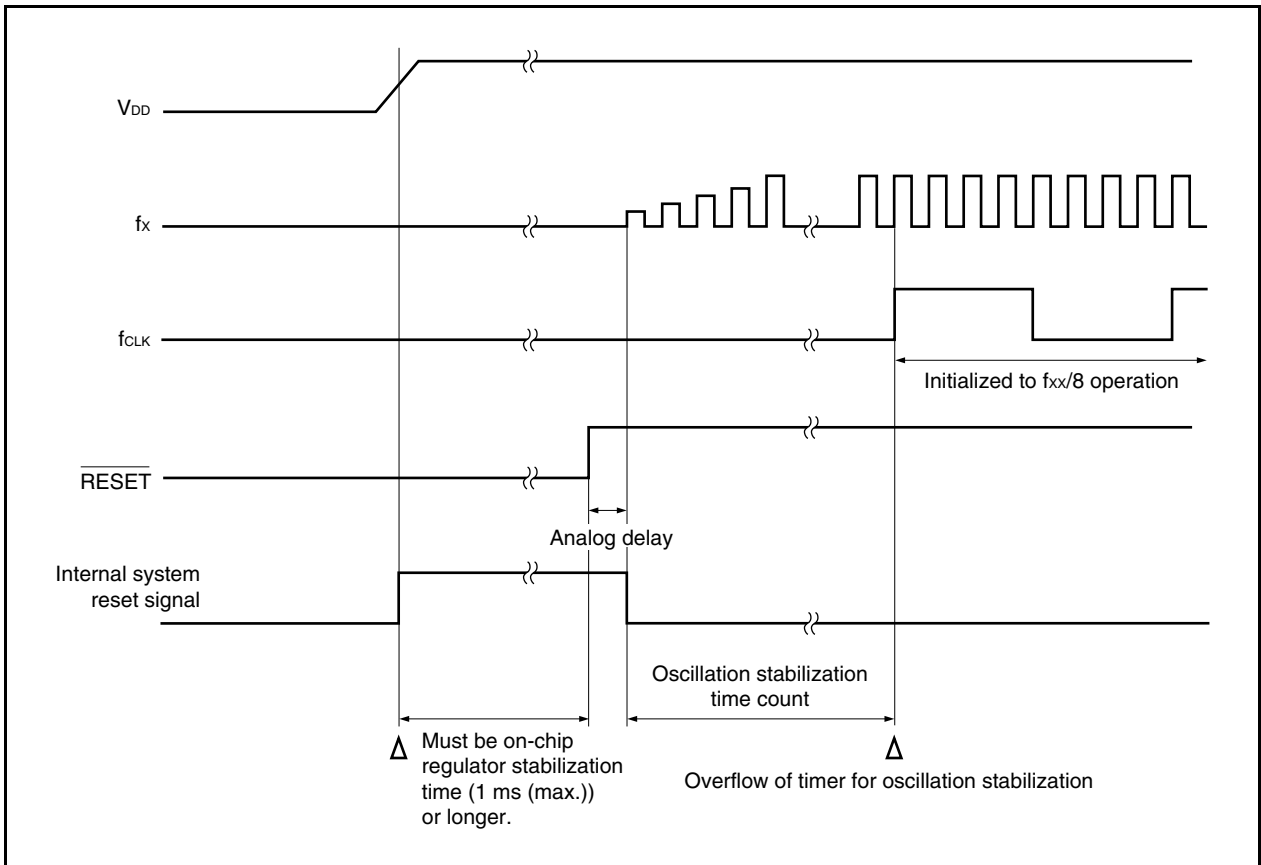 VDD
fX
fCLK
Initialized to fXX/8 operation
RESET
Analog delay
Internal system
reset signal
Oscillation stabilization
time count
Must be on-chip
regulator stabilization
time (1 ms (max.))
or longer.
Overflow of timer for oscillation stabilization